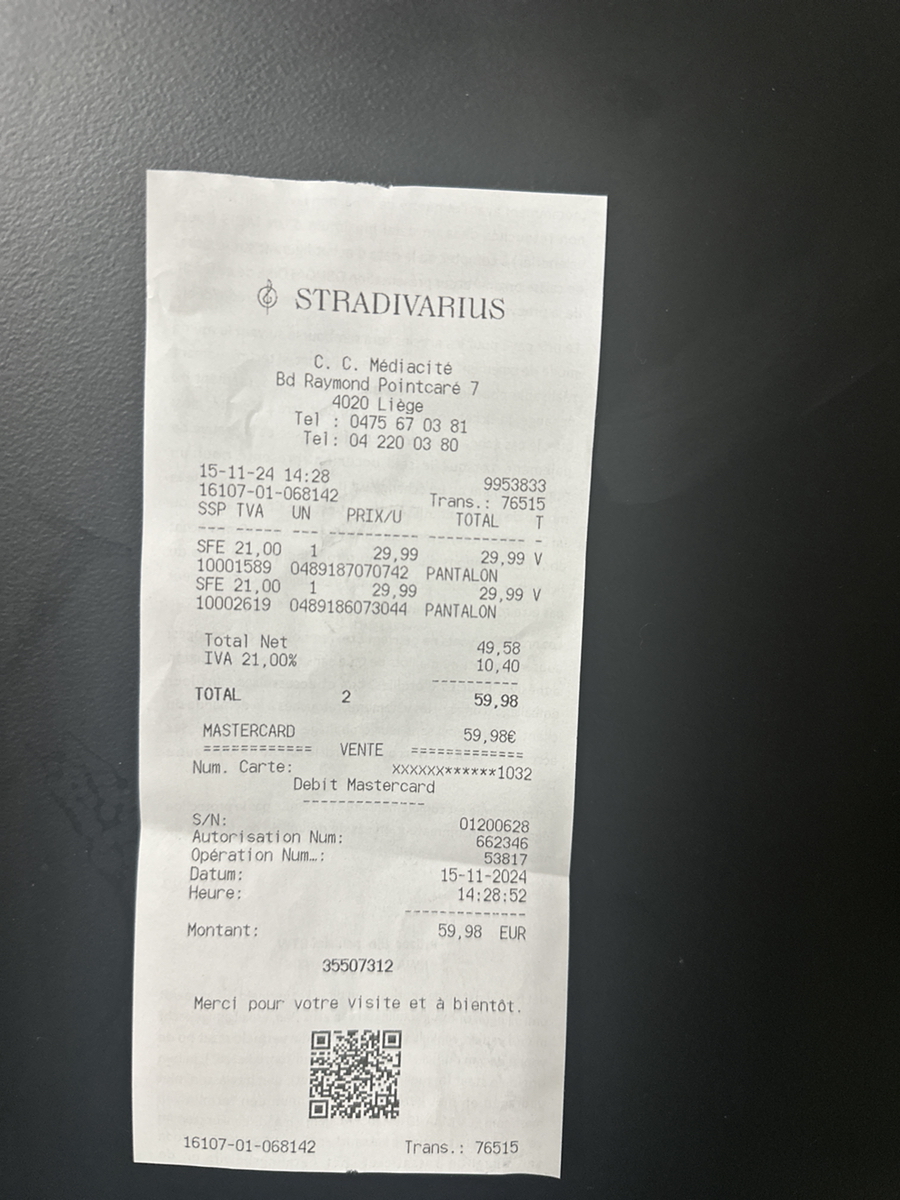 STRADIVARIUS
C. C. Médiacité
Bd Raymond Pointcaré 7
4020 Liège
Tel : 0475 67 03 81
Tel: 04 220 03 80
15-11-24 14:28 9953833
16107-01-068142 Trans.: 76515
SSP TVA UN PRIX/U TOTAL T
--- ----- --- ---------- ----------- -
SFE 21,00 1 29,99 29,99 V
10001589 0489187070742 PANTALON
SFE 21,00 1 29,99 29,99 V
10002619 0489186073044 PANTALON
Total Net 49,58
IVA 21,00% 10,40
----------
TOTAL 2 59,98
MASTERCARD 59,98€
============ VENTE =============
Num. Carte: XXXXXX******1032
Debit Mastercard
--------------
S/N: 01200628
Autorisation Num: 662346
Opération Num…: 53817
Datum: 15-11-2024
Heure: 14:28:52
--------------
Montant: 59,98 EUR
35507312
Merci pour votre visite et à bientôt.
16107-01-068142 Trans.: 76515